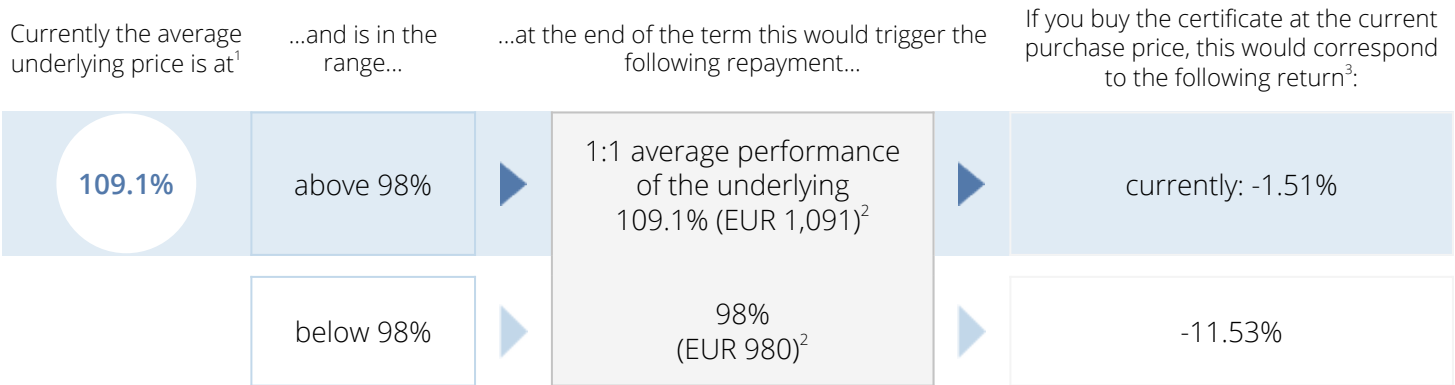 Currently the average
underlying price is at¹
...and is in the
range...
...at the end of the term this would trigger the
following repayment...
If you buy the certificate at the current
purchase price, this would correspond
to the following return³:
109.1%
above 98%
1:1 average performance
of the underlying
109.1% (EUR 1,091)²
currently: -1.51%
below 98%
98%
(EUR 980)²
-11.53%